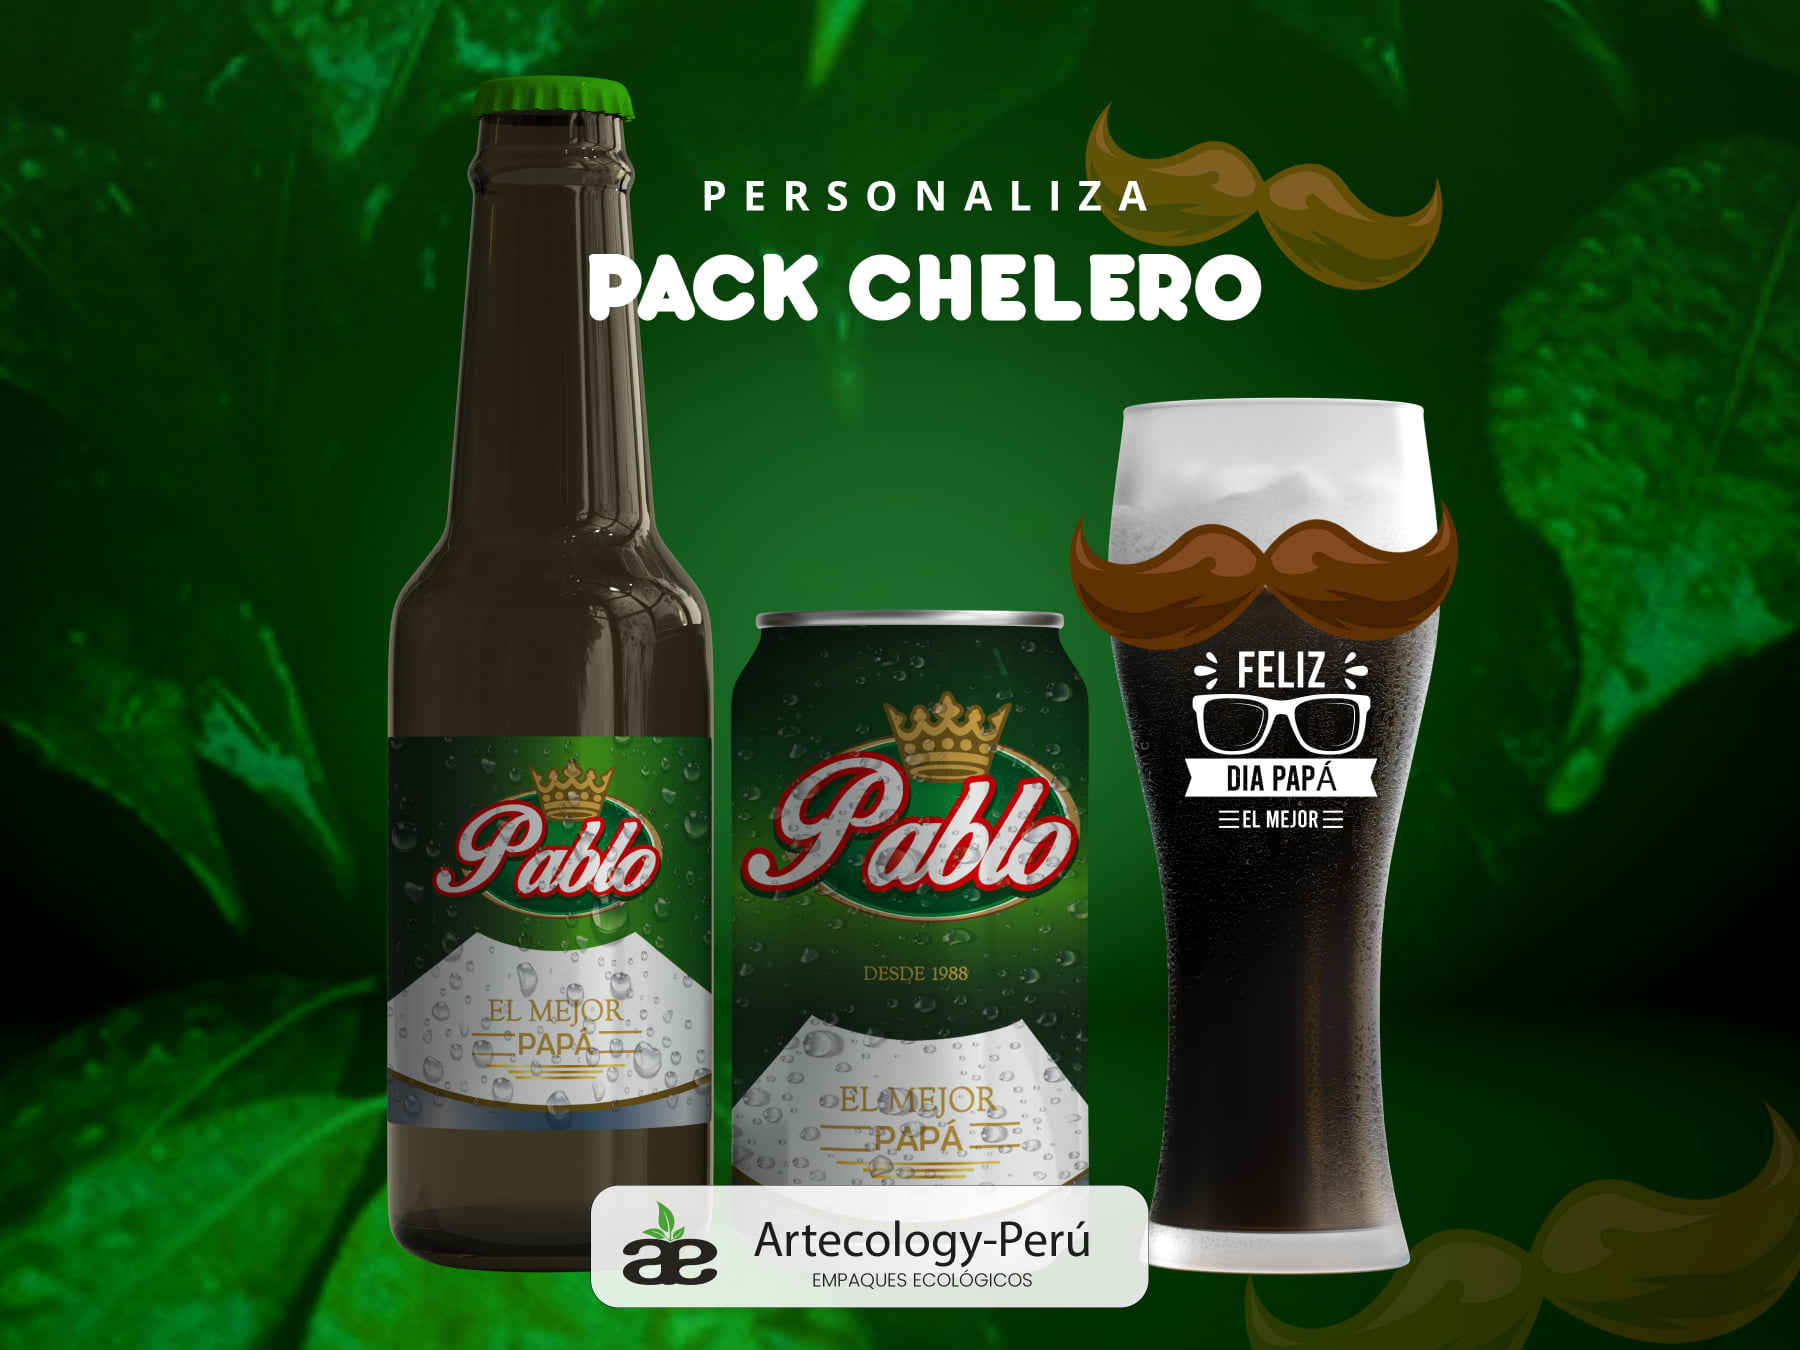 PERSONALIZA
PACK CHELERO
Pablo
EL MEJOR
PAPÁ
Pablo
DESDE 1988
EL MEJOR
PAPÁ
FELIZ
DIA PAPÁ
EL MEJOR
æ
Artecology-Perú
EMPAQUES ECOLÓGICOS